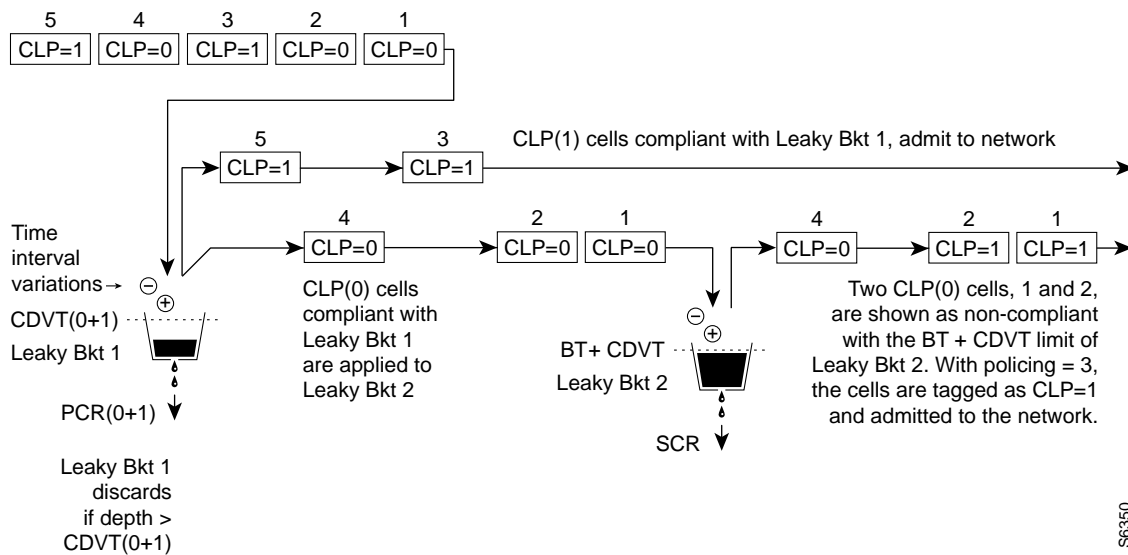 5 4 3 2 1
CLP=1 CLP=0 CLP=1 CLP=0 CLP=0
5 3
CLP(1) cells compliant with Leaky Bkt 1, admit to network
CLP=1 CLP=1
4 2 1 4 2 1
CLP=0 CLP=0 CLP=0 CLP=0 CLP=1 CLP=1
Time
interval
variations→
− +
CDVT(0+1)
Leaky Bkt 1
PCR(0+1)
Leaky Bkt 1
discards
if depth >
CDVT(0+1)
CLP(0) cells
compliant with
Leaky Bkt 1
are applied to
Leaky Bkt 2
− +
BT+ CDVT
Leaky Bkt 2
SCR
Two CLP(0) cells, 1 and 2,
are shown as non-compliant
with the BT + CDVT limit of
Leaky Bkt 2. With policing = 3,
the cells are tagged as CLP=1
and admitted to the network.
S6350